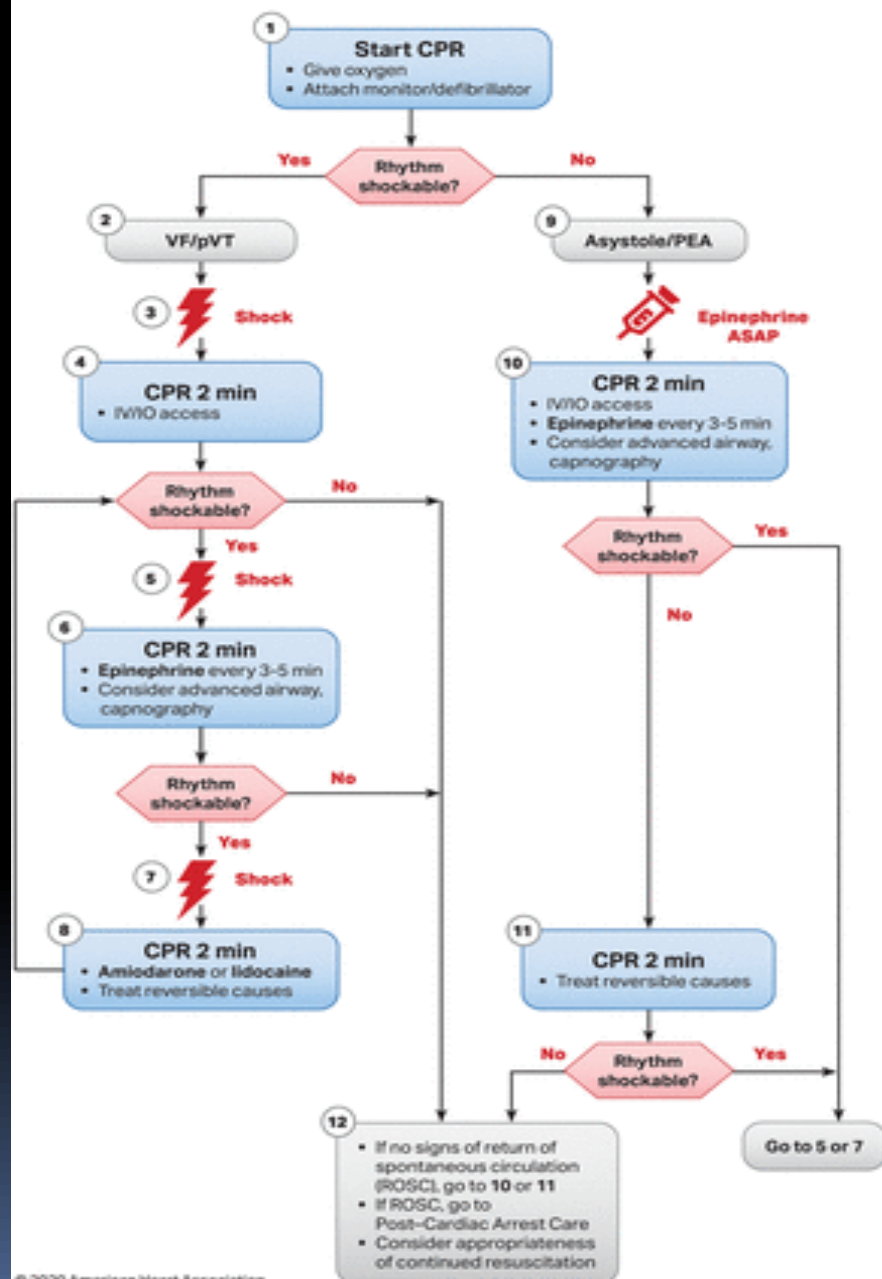 1
Start CPR
• Give oxygen
• Attach monitor/defibrillator
Yes
Rhythm
shockable?
No
2
VF/pVT
9
Asystole/PEA
3
Shock
Epinephrine
ASAP
4
CPR 2 min
• IV/IO access
10
CPR 2 min
• IV/IO access
• Epinephrine every 3-5 min
• Consider advanced airway,
capnography
Rhythm
shockable?
No
Yes
Rhythm
shockable?
Yes
No
5
Shock
6
CPR 2 min
• Epinephrine every 3-5 min
• Consider advanced airway,
capnography
Rhythm
shockable?
No
Yes
7
Shock
8
CPR 2 min
• Amiodarone or lidocaine
• Treat reversible causes
11
CPR 2 min
• Treat reversible causes
No
Rhythm
shockable?
Yes
12
• If no signs of return of
spontaneous circulation
(ROSC), go to 10 or 11
• If ROSC, go to
Post-Cardiac Arrest Care
• Consider appropriateness
of continued resuscitation
Go to 5 or 7
© 2020 American Heart Association